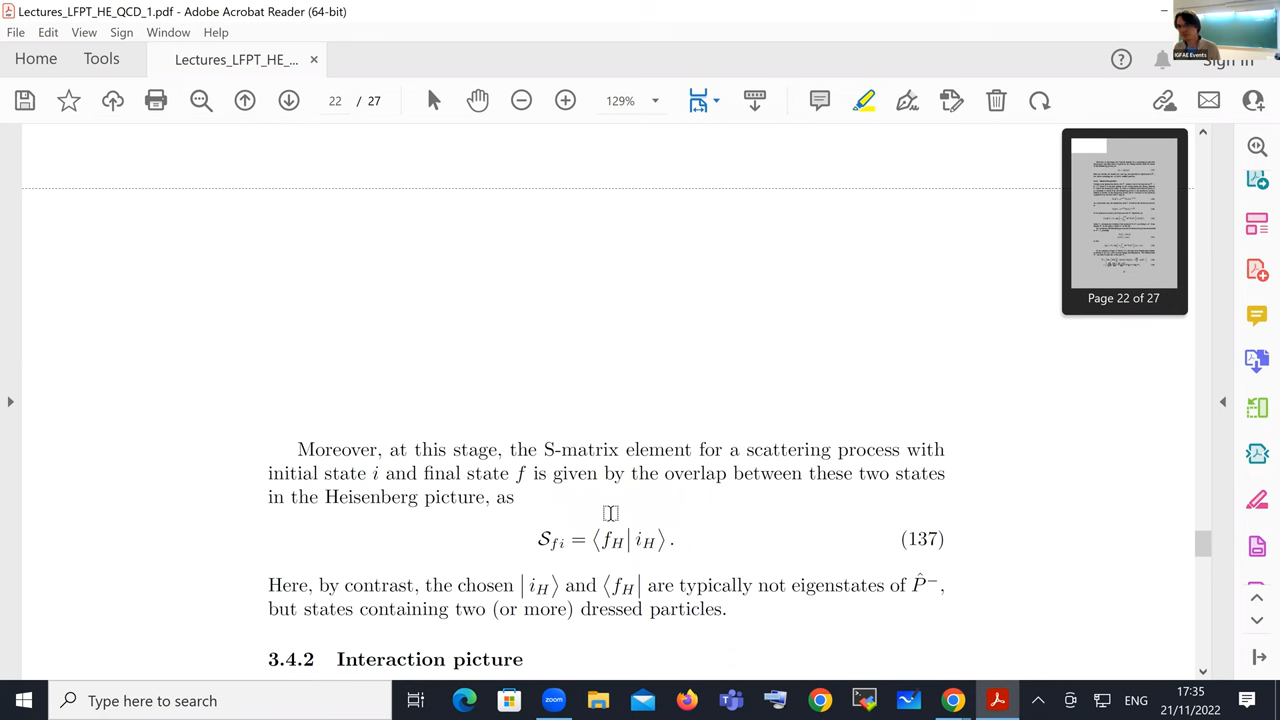 Lectures_LFPT_HE_QCD_1.pdf - Adobe Acrobat Reader (64-bit)
File Edit View Sign Window Help
Home Tools Lectures_LFPT_HE_... ×
Sign In
22 / 27 129%
IGFAE Events
Page 22 of 27
Moreover, at this stage, the S-matrix element for a scattering process with
initial state i and final state f is given by the overlap between these two states
in the Heisenberg picture, as
𝒮_{f i} = ⟨f_H| i_H⟩ . (137)
Here, by contrast, the chosen |i_H⟩ and ⟨f_H| are typically not eigenstates of P̂⁻,
but states containing two (or more) dressed particles.
3.4.2 Interaction picture
Type here to search
ENG
17:35
21/11/2022